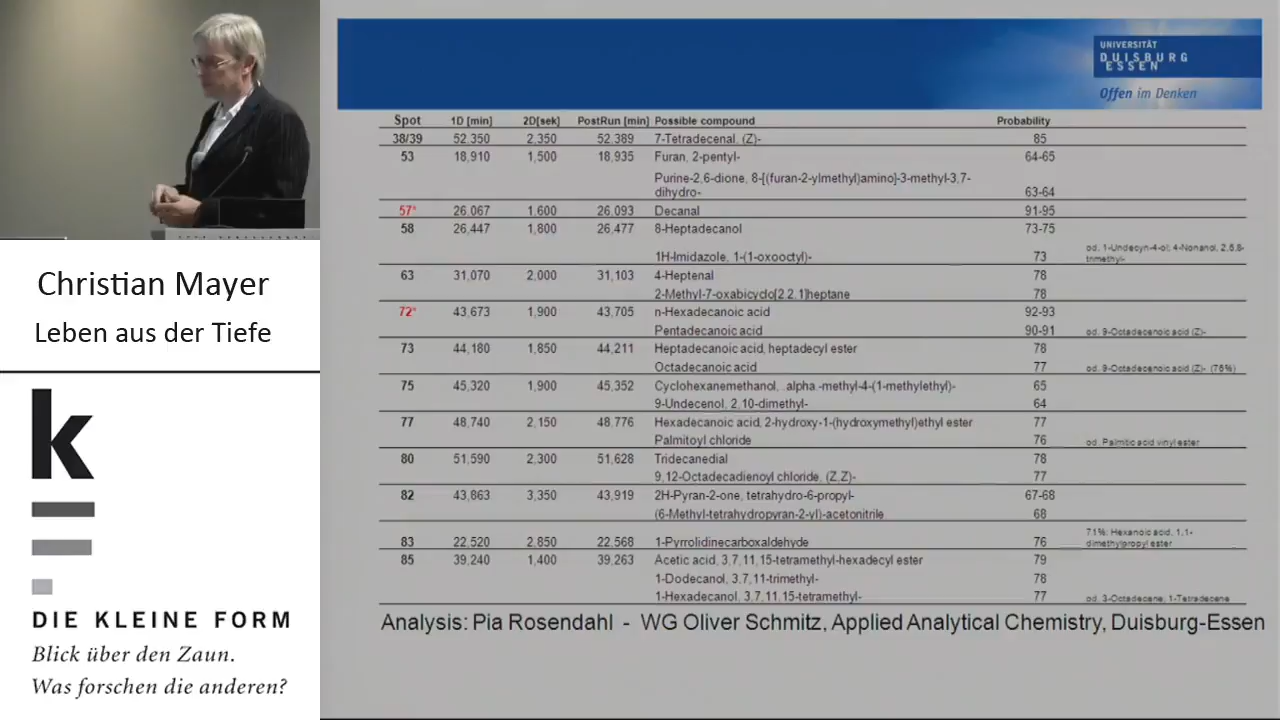 UNIVERSITÄT
DUISBURG
ESSEN
Offen im Denken
Spot 1D [min] 2D[sek] PostRun [min] Possible compound Probability
38/39 52,350 2,350 52,389 7-Tetradecenal, (Z)- 85
53 18,910 1,500 18,935 Furan, 2-pentyl- 64-65
Purine-2,6-dione, 8-[(furan-2-ylmethyl)amino]-3-methyl-3,7-
dihydro- 63-64
57* 26,067 1,600 26,093 Decanal 91-95
58 26,447 1,800 26,477 8-Heptadecanol 73-75
1H-Imidazole, 1-(1-oxooctyl)- 73 od. 1-Undecyn-4-ol; 4-Nonanol, 2,6,8-
trimethyl-
63 31,070 2,000 31,103 4-Heptenal 78
2-Methyl-7-oxabicyclo[2.2.1]heptane 78
72* 43,673 1,900 43,705 n-Hexadecanoic acid 92-93
Pentadecanoic acid 90-91 od. 9-Octadecenoic acid (Z)-
73 44,180 1,850 44,211 Heptadecanoic acid, heptadecyl ester 78
Octadecanoic acid 77 od. 9-Octadecenoic acid (Z)- (76%)
75 45,320 1,900 45,352 Cyclohexanemethanol, .alpha.-methyl-4-(1-methylethyl)- 65
9-Undecenol, 2,10-dimethyl- 64
77 48,740 2,150 48,776 Hexadecanoic acid, 2-hydroxy-1-(hydroxymethyl)ethyl ester 77
Palmitoyl chloride 76 od. Palmitic acid vinyl ester
80 51,590 2,300 51,628 Tridecanedial 78
9,12-Octadecadienoyl chloride, (Z,Z)- 77
82 43,863 3,350 43,919 2H-Pyran-2-one, tetrahydro-6-propyl- 67-68
(6-Methyl-tetrahydropyran-2-yl)-acetonitrile 68
83 22,520 2,850 22,568 1-Pyrrolidinecarboxaldehyde 76 71%: Hexanoic acid, 1,1-
dimethylpropyl ester
85 39,240 1,400 39,263 Acetic acid, 3,7,11,15-tetramethyl-hexadecyl ester 79
1-Dodecanol, 3,7,11-trimethyl- 78
1-Hexadecanol, 3,7,11,15-tetramethyl- 77 od. 3-Octadecene, 1-Tetradecene
Analysis: Pia Rosendahl - WG Oliver Schmitz, Applied Analytical Chemistry, Duisburg-Essen
Christian Mayer
Leben aus der Tiefe
k
DIE KLEINE FORM
Blick über den Zaun.
Was forschen die anderen?